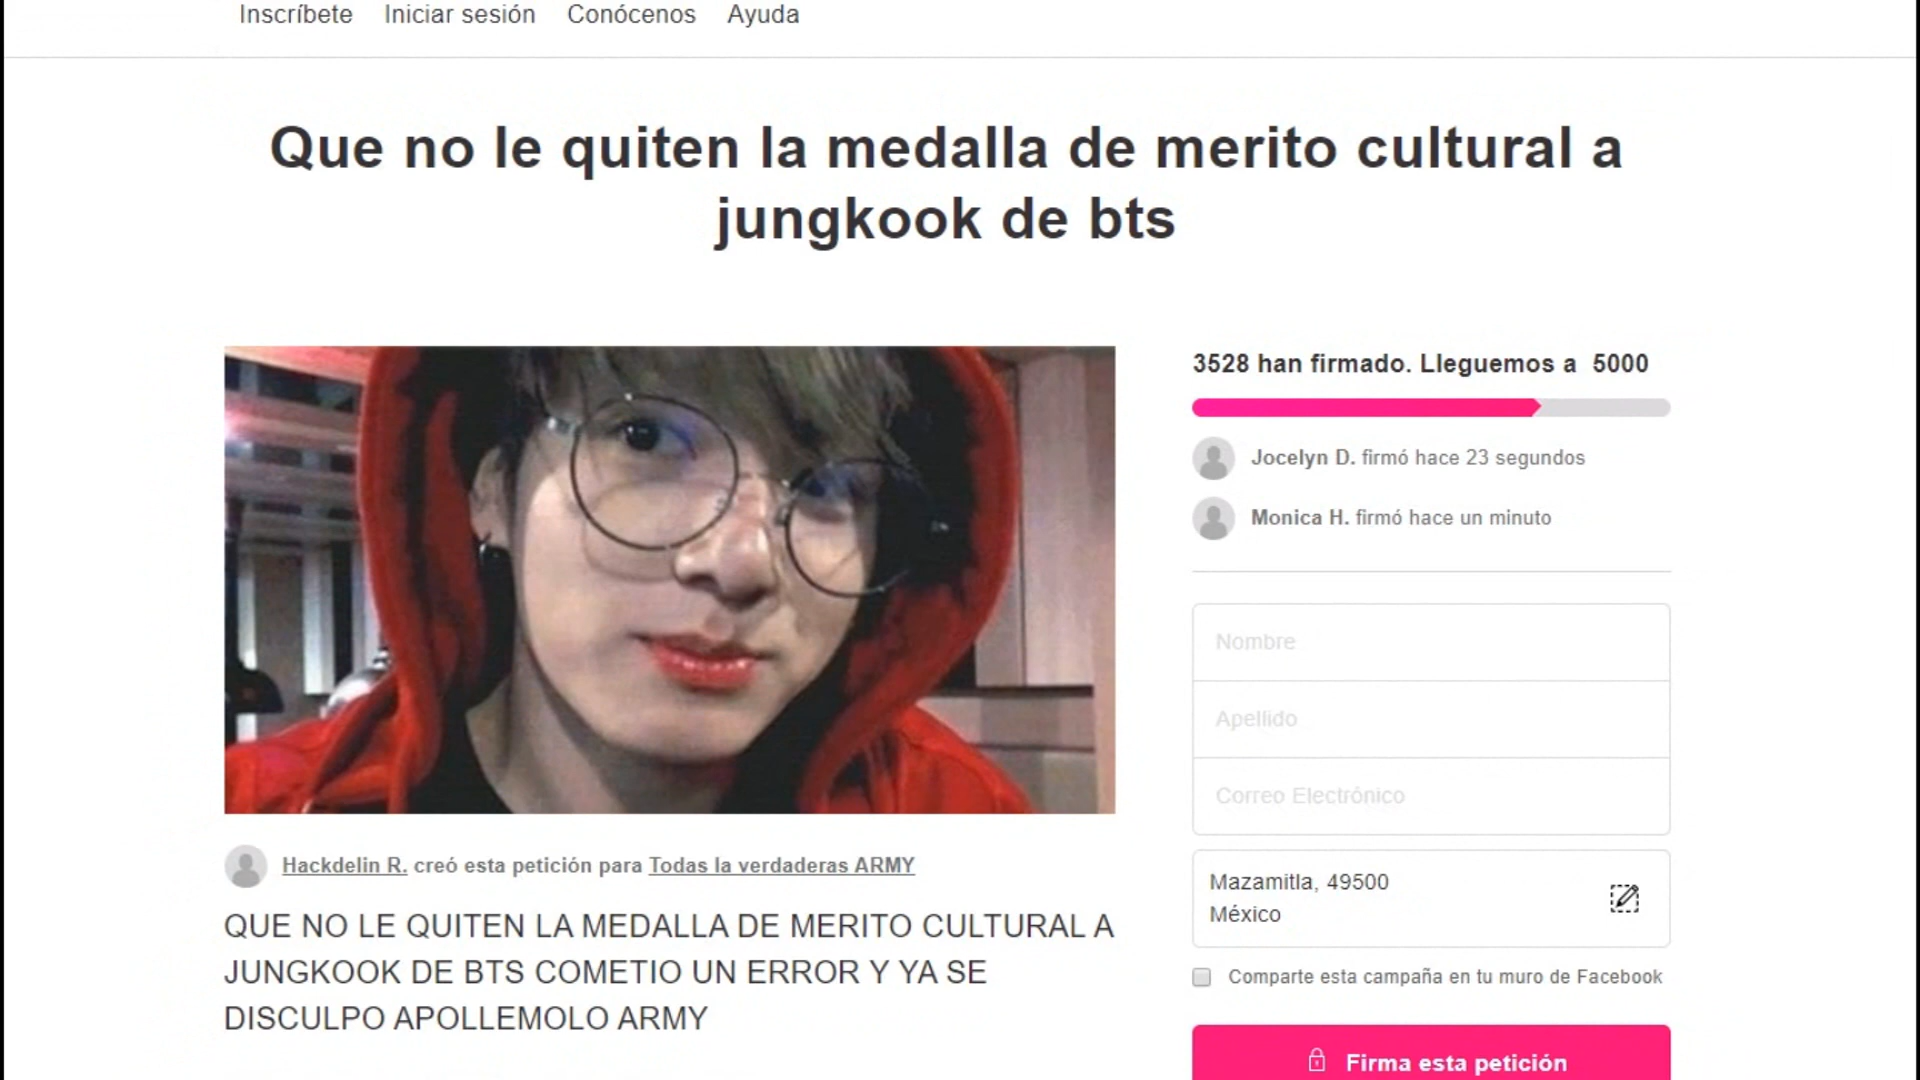 Inscríbete Iniciar sesión Conócenos Ayuda
Que no le quiten la medalla de merito cultural a
jungkook de bts
3528 han firmado. Lleguemos a 5000
Jocelyn D. firmó hace 23 segundos
Monica H. firmó hace un minuto
Nombre
Apellido
Correo Electrónico
Mazamitla, 49500
México
Comparte esta campaña en tu muro de Facebook
Firma esta petición
Hackdelin R. creó esta petición para Todas la verdaderas ARMY
QUE NO LE QUITEN LA MEDALLA DE MERITO CULTURAL A
JUNGKOOK DE BTS COMETIO UN ERROR Y YA SE
DISCULPO APOLLEMOLO ARMY